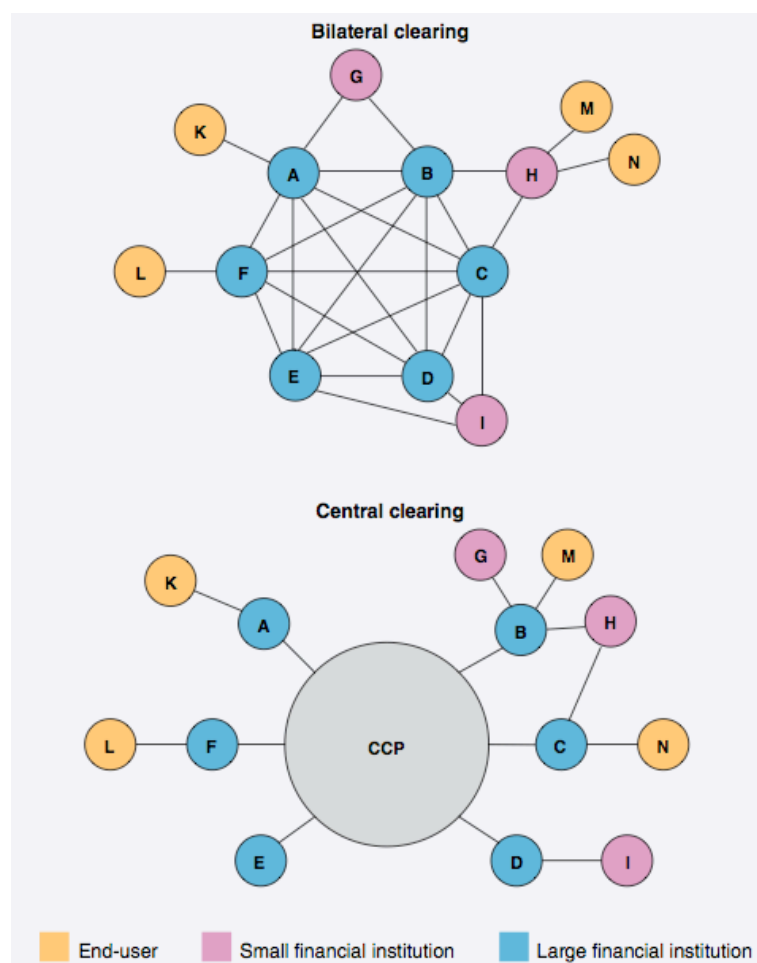 Bilateral clearing
G
M
K
N
A
B
H
L
F
C
E
D
I
Central clearing
G
M
K
H
A
B
L
F
CCP
C
N
E
D
I
End-user
Small financial institution
Large financial institution